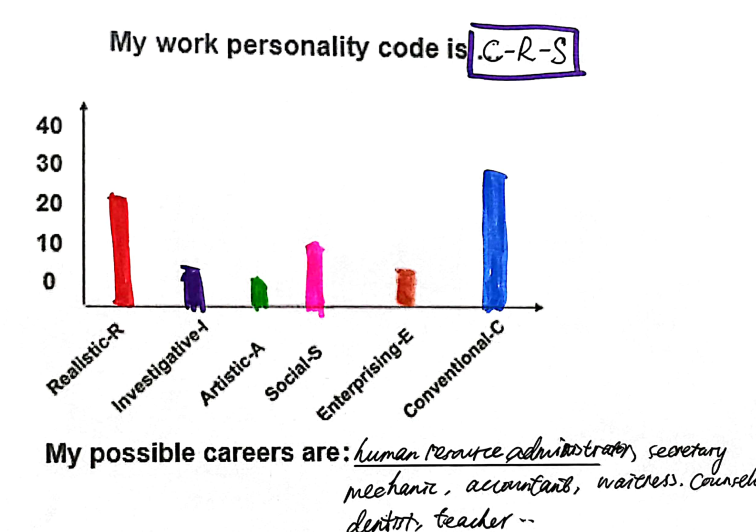 My work personality code is .C-R-S
40
30
20
10
0
Realistic-R
Investigative-I
Artistic-A
Social-S
Enterprising-E
Conventional-C
My possible careers are: human resource administrator, secretary
mechanic, accountant, waitress. Counsel
dentist, teacher --